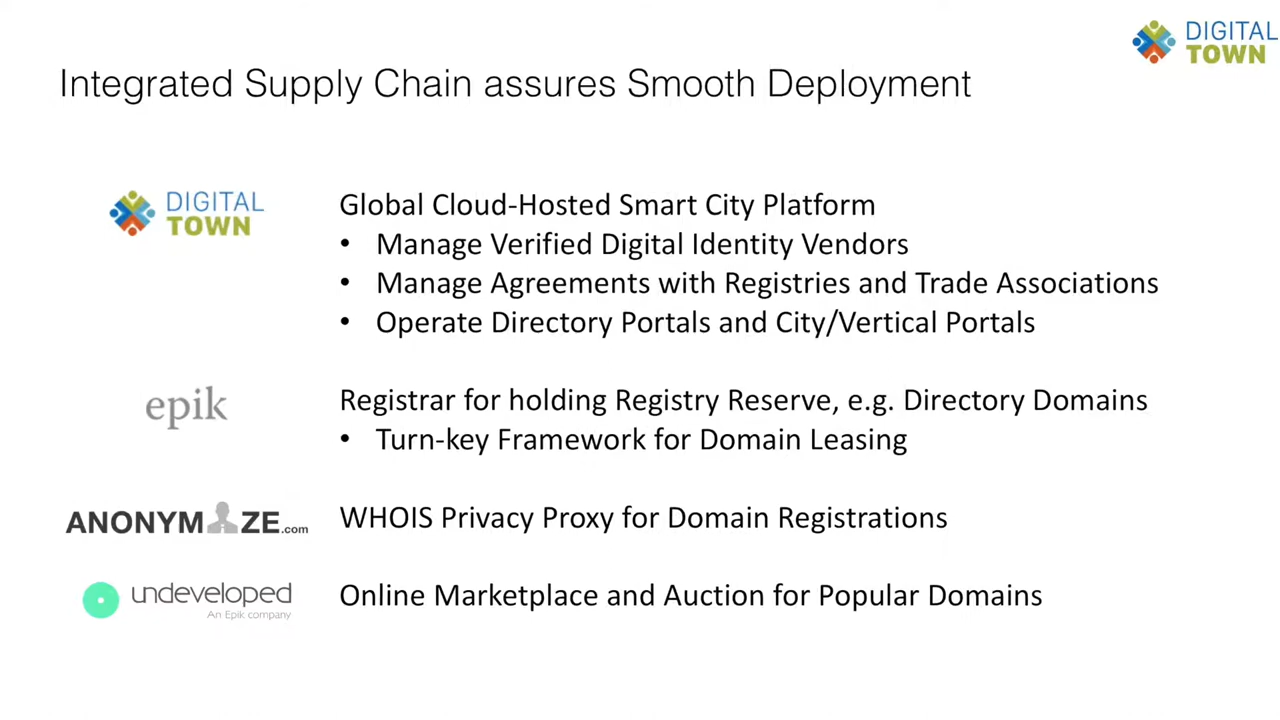 DIGITAL
TOWN
Integrated Supply Chain assures Smooth Deployment
DIGITAL
TOWN
Global Cloud-Hosted Smart City Platform
• Manage Verified Digital Identity Vendors
• Manage Agreements with Registries and Trade Associations
• Operate Directory Portals and City/Vertical Portals
epik
Registrar for holding Registry Reserve, e.g. Directory Domains
• Turn-key Framework for Domain Leasing
ANONYMIZE.com
WHOIS Privacy Proxy for Domain Registrations
undeveloped
An Epik company
Online Marketplace and Auction for Popular Domains